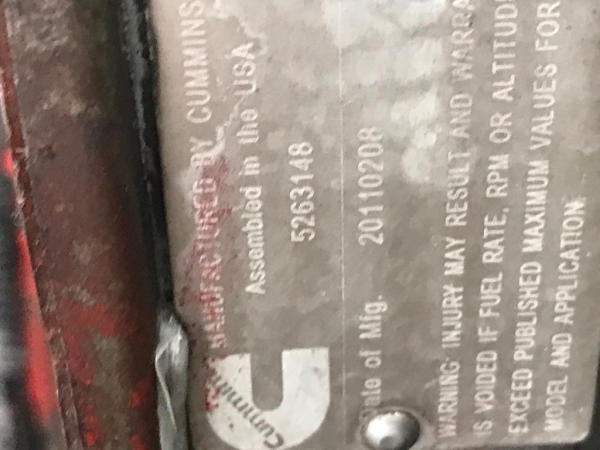 Cummins
MANUFACTURED BY CUMMINS
Assembled in the USA
5263148
Date of Mfg. 20110208
WARNING: INJURY MAY RESULT AND WARRA
IS VOIDED IF FUEL RATE, RPM OR ALTITUD
EXCEED PUBLISHED MAXIMUM VALUES FOR
MODEL AND APPLICATION.